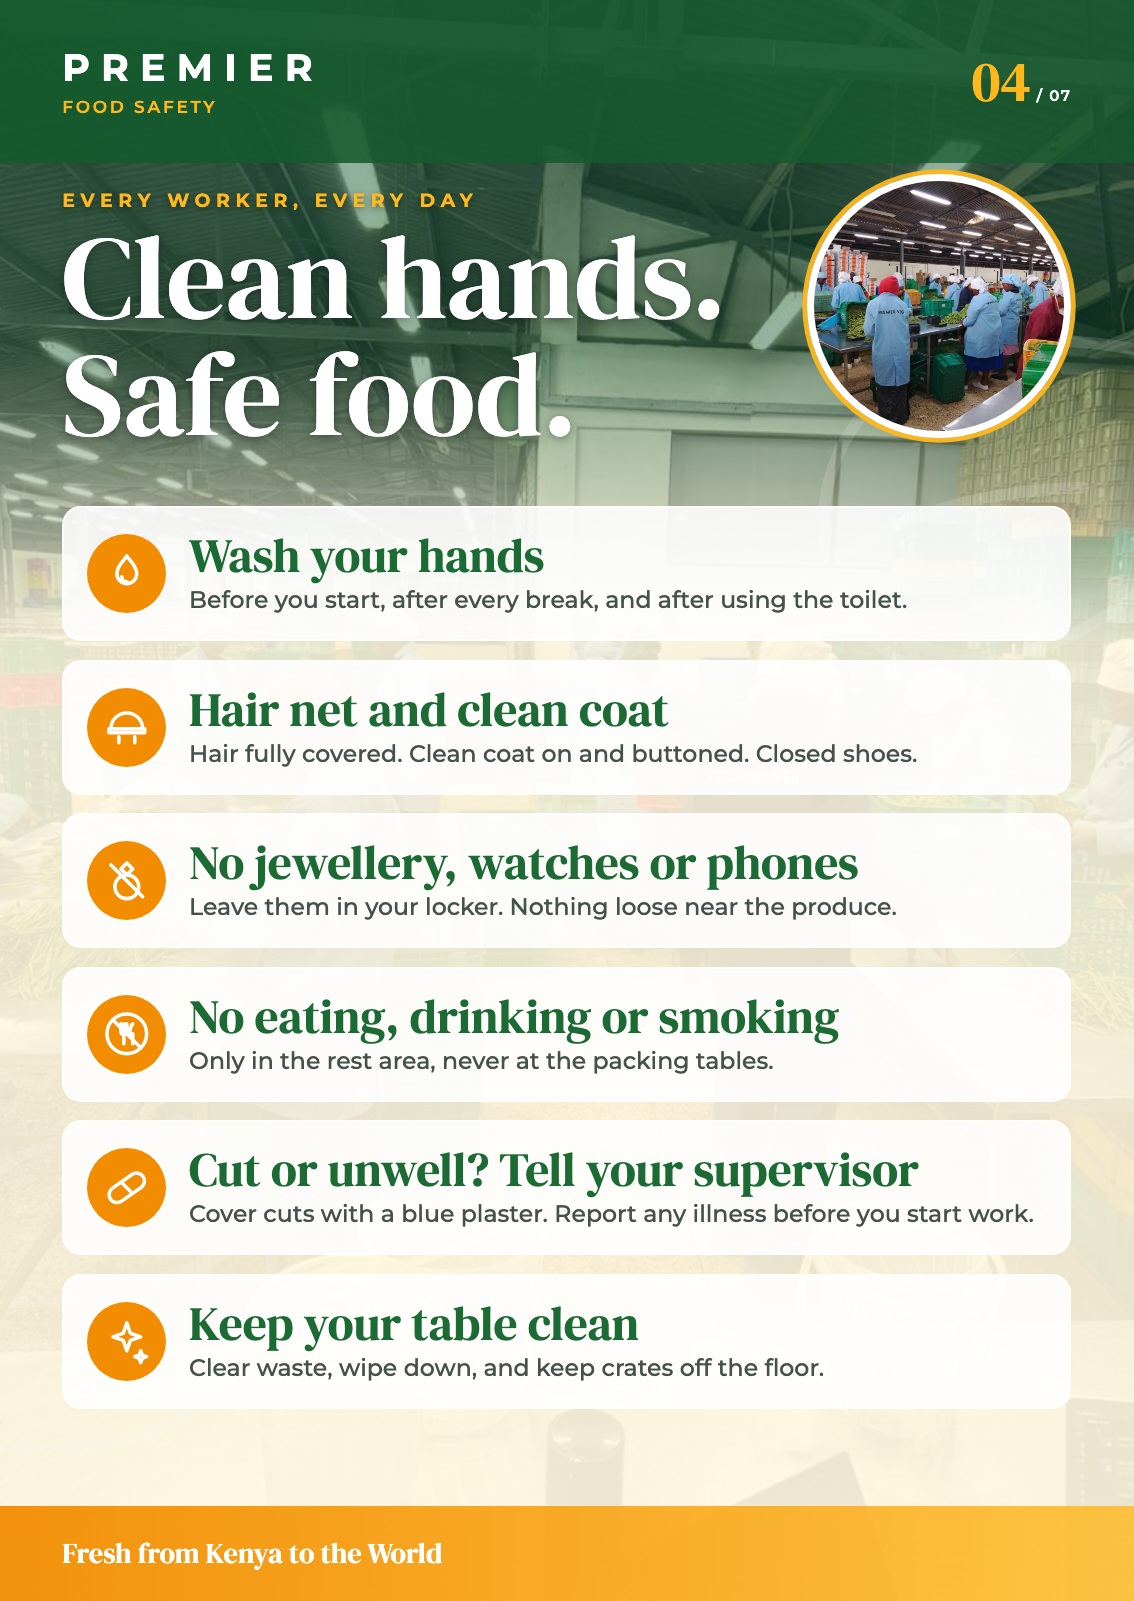 PREMIER
FOOD SAFETY
04 / 07
EVERY WORKER, EVERY DAY
Clean hands.
Safe food.
Wash your hands
Before you start, after every break, and after using the toilet.
Hair net and clean coat
Hair fully covered. Clean coat on and buttoned. Closed shoes.
No jewellery, watches or phones
Leave them in your locker. Nothing loose near the produce.
No eating, drinking or smoking
Only in the rest area, never at the packing tables.
Cut or unwell? Tell your supervisor
Cover cuts with a blue plaster. Report any illness before you start work.
Keep your table clean
Clear waste, wipe down, and keep crates off the floor.
Fresh from Kenya to the World